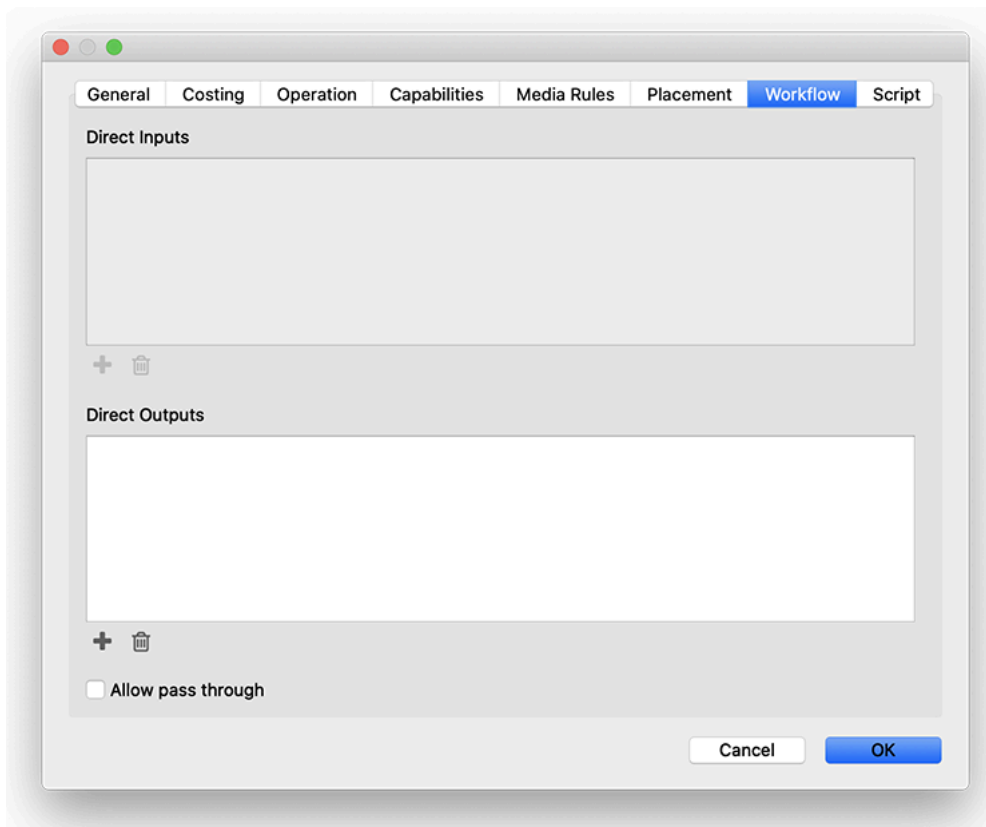 General Costing Operation Capabilities Media Rules Placement Workflow Script
Direct Inputs
Direct Outputs
Allow pass through
Cancel OK